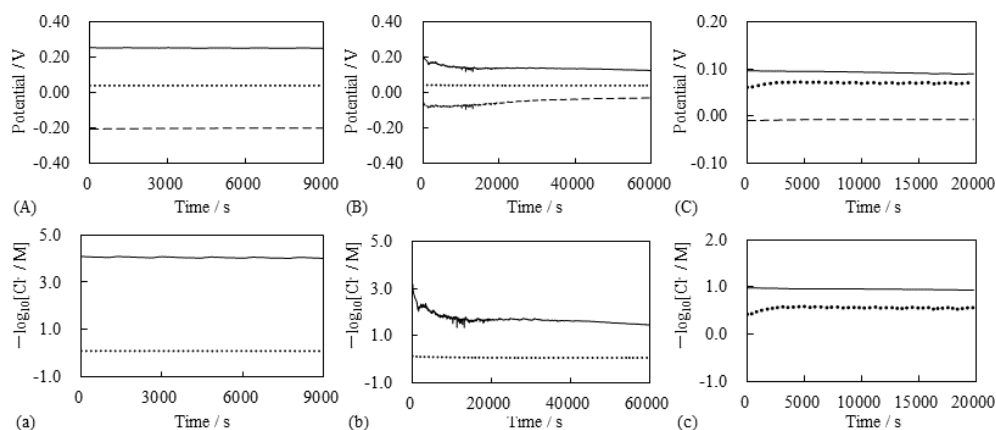 0.40
0.20
0.00
-0.20
-0.40
Potential / V
0 3000 6000 9000
(A) Time / s
0.40
0.20
0.00
-0.20
-0.40
Potential / V
0 20000 40000 60000
(B) Time / s
0.20
0.10
0.00
-0.10
Potential / V
0 5000 10000 15000 20000
(C) Time / s
5.0
3.0
1.0
-1.0
—log10[Cl- / M]
0 3000 6000 9000
(a) Time / s
5.0
3.0
1.0
-1.0
—log10[Cl- / M]
0 20000 40000 60000
(b) Time / s
2.0
1.0
0.0
-1.0
—log10[Cl- / M]
0 5000 10000 15000 20000
(c) Time / s